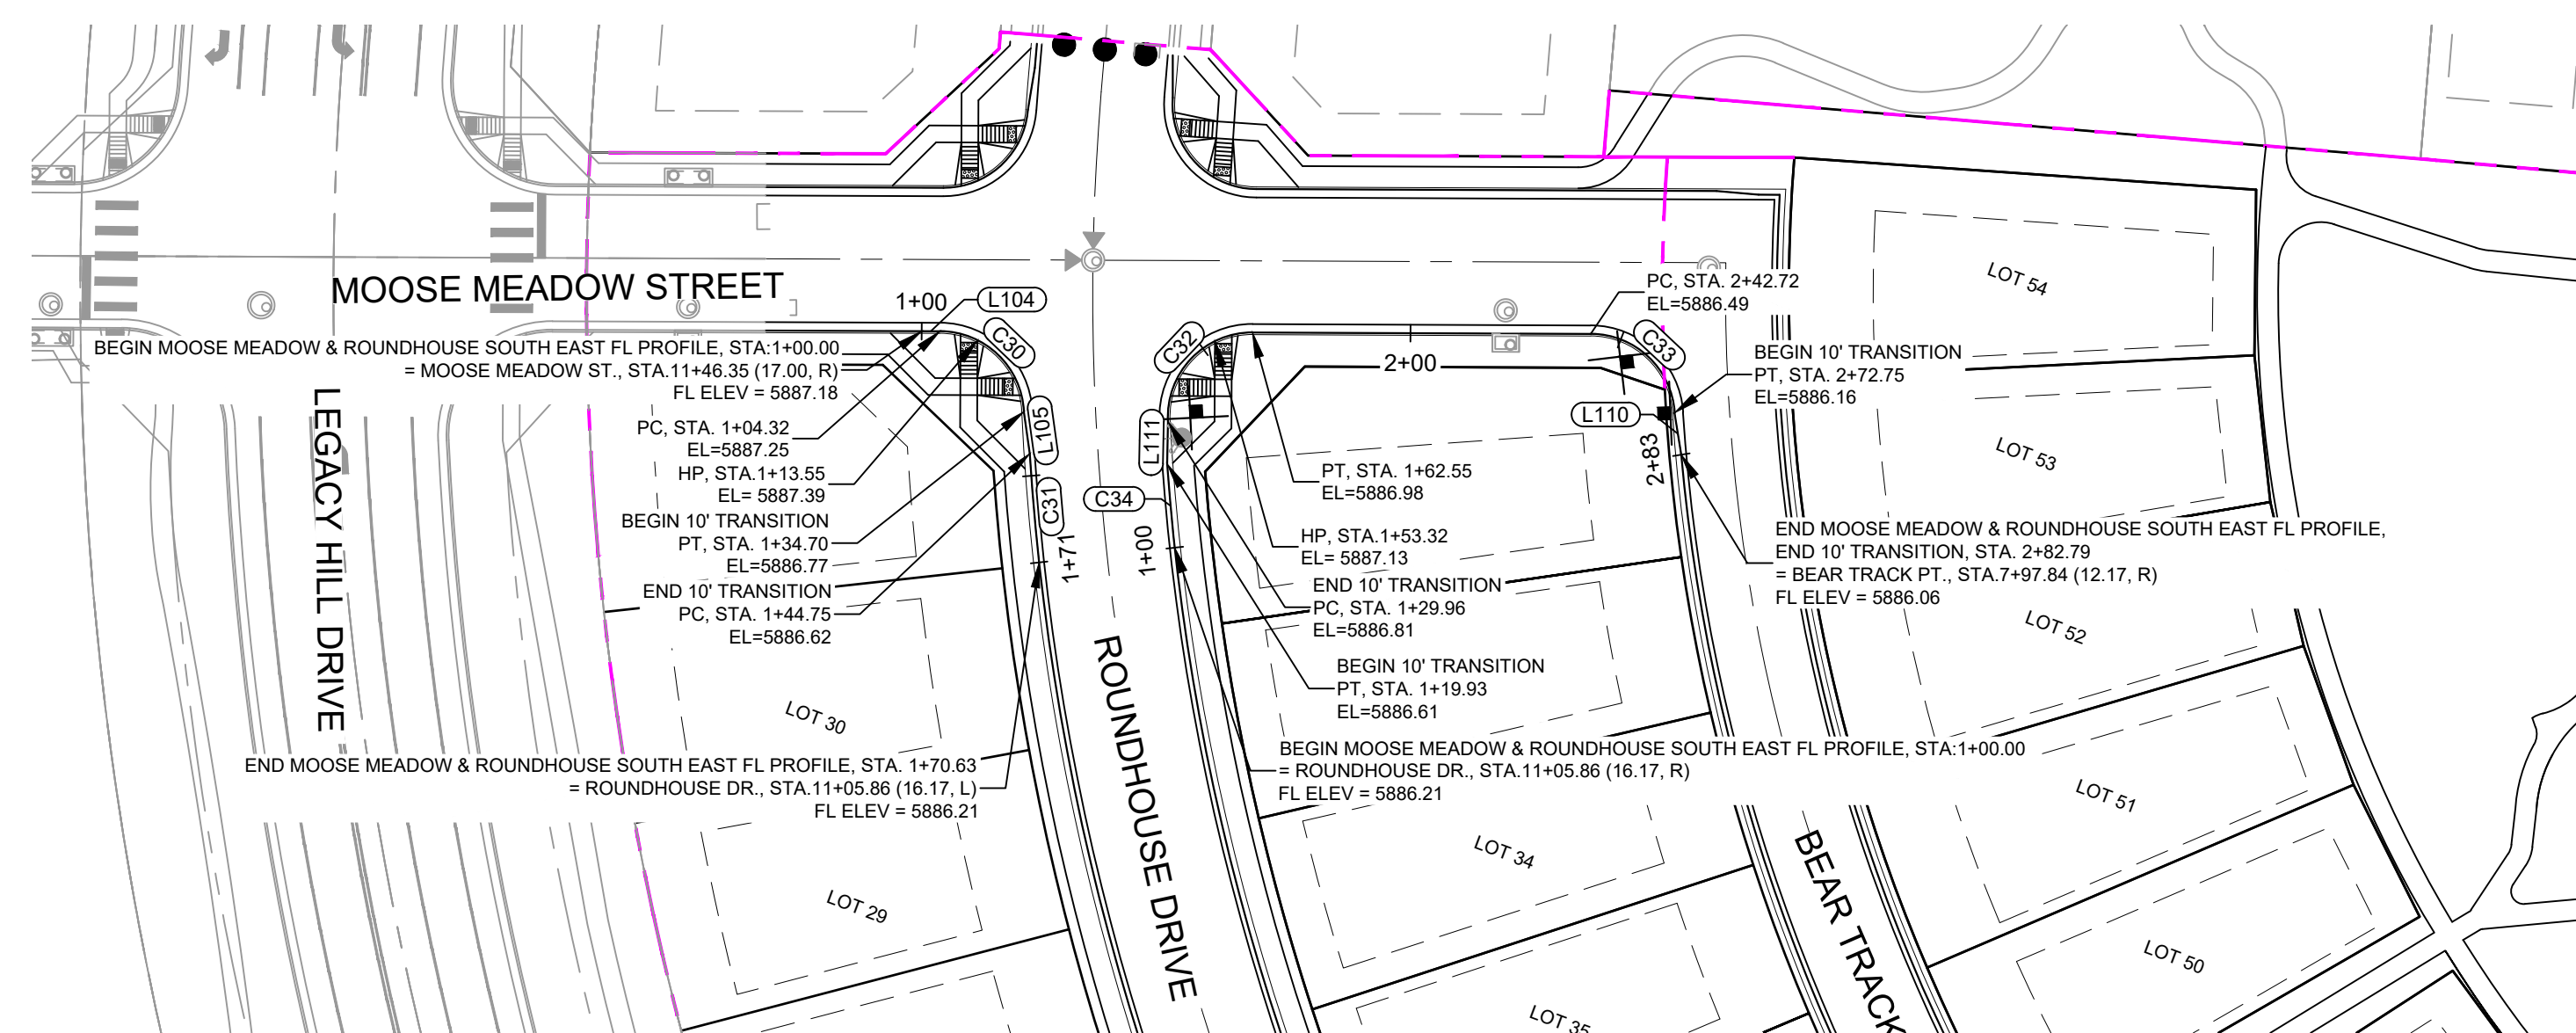 MOOSE MEADOW STREET
1+00
L104
C30
BEGIN MOOSE MEADOW & ROUNDHOUSE SOUTH EAST FL PROFILE, STA:1+00.00
= MOOSE MEADOW ST., STA.11+46.35 (17.00, R)
FL ELEV = 5887.18
PC, STA. 1+04.32
EL=5887.25
HP, STA.1+13.55
EL= 5887.39
BEGIN 10' TRANSITION
PT, STA. 1+34.70
EL=5886.77
END 10' TRANSITION
PC, STA. 1+44.75
EL=5886.62
L105
C31
1+71
LEGACY HILL DRIVE
LOT 30
END MOOSE MEADOW & ROUNDHOUSE SOUTH EAST FL PROFILE, STA. 1+70.63
= ROUNDHOUSE DR., STA.11+05.86 (16.17, L)
FL ELEV = 5886.21
LOT 29
C32
L111
C34
1+00
2+00
PC, STA. 2+42.72
EL=5886.49
C33
BEGIN 10' TRANSITION
PT, STA. 2+72.75
EL=5886.16
L110
2+83
PT, STA. 1+62.55
EL=5886.98
HP, STA.1+53.32
EL= 5887.13
END 10' TRANSITION
PC, STA. 1+29.96
EL=5886.81
BEGIN 10' TRANSITION
PT, STA. 1+19.93
EL=5886.61
BEGIN MOOSE MEADOW & ROUNDHOUSE SOUTH EAST FL PROFILE, STA:1+00.00
= ROUNDHOUSE DR., STA.11+05.86 (16.17, R)
FL ELEV = 5886.21
END MOOSE MEADOW & ROUNDHOUSE SOUTH EAST FL PROFILE,
END 10' TRANSITION, STA. 2+82.79
= BEAR TRACK PT., STA.7+97.84 (12.17, R)
FL ELEV = 5886.06
ROUNDHOUSE DRIVE
BEAR TRACK
LOT 54
LOT 53
LOT 52
LOT 51
LOT 50
LOT 34
LOT 35